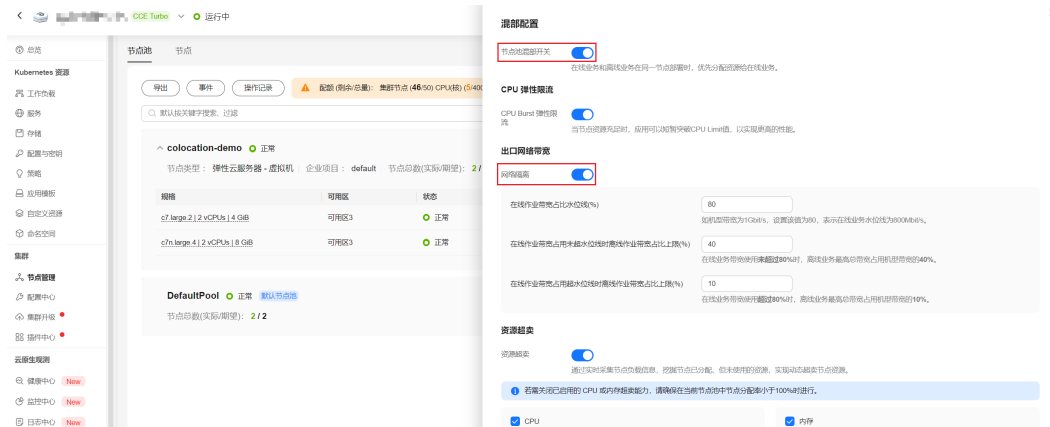 CCE Turbo 运行中
总览
Kubernetes 资源
工作负载
服务
存储
配置与密钥
策略
应用模板
自定义资源
命名空间
集群
节点管理
配置中心
集群升级
插件中心
云原生观测
健康中心 New
监控中心 New
日志中心 New
节点池 节点
导出 事件 操作记录 配额 (剩余/总量): 集群节点 (46/50) CPU(核) (5/400
默认按关键字搜索、过滤
colocation-demo 正常
节点类型: 弹性云服务器 - 虚拟机 企业项目: default 节点总数(实际/期望): 2 /
规格 可用区 状态
c7.large.2 | 2 vCPUs | 4 GiB 可用区3 正常
c7n.large.4 | 2 vCPUs | 8 GiB 可用区3 正常
DefaultPool 正常 默认节点池
节点总数(实际/期望): 2 / 2
混部配置
节点池混部开关
在线业务和离线业务在同一节点部署时，优先分配资源给在线业务。
CPU 弹性限流
CPU Burst 弹性限流
当节点资源充足时，应用可以短暂突破CPU Limit值，以实现更高的性能。
出口网络带宽
网络隔离
在线作业带宽占比水位线(%) 80
如机型带宽为1Gbit/s，设置该值为80，表示在线业务水位线为800Mbit/s。
在线作业带宽占用未超水位线时离线作业带宽占比上限(%) 40
在线业务带宽使用未超过80%时，离线业务最高总带宽占用机型带宽的40%。
在线作业带宽占用超水位线时离线作业带宽占比上限(%) 10
在线业务带宽使用超过80%时，离线业务最高总带宽占用机型带宽的10%。
资源超卖
资源超卖
通过实时采集节点负载信息，挖掘节点已分配、但未使用的资源，实现动态超卖节点资源。
若需关闭已启用的 CPU 或内存超卖能力，请确保在当前节点池中节点分配率小于100%时进行。
CPU 内存